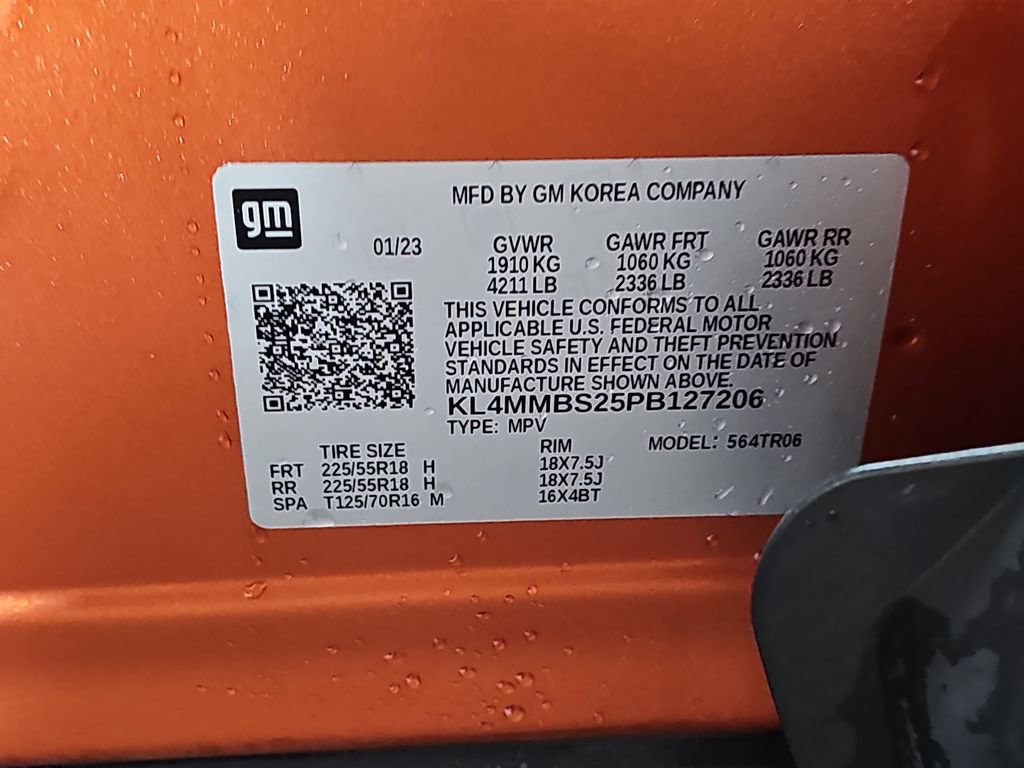 gm
MFD BY GM KOREA COMPANY
01/23 GVWR GAWR FRT GAWR RR
1910 KG 1060 KG 1060 KG
4211 LB 2336 LB 2336 LB
THIS VEHICLE CONFORMS TO ALL
APPLICABLE U.S. FEDERAL MOTOR
VEHICLE SAFETY AND THEFT PREVENTION
STANDARDS IN EFFECT ON THE DATE OF
MANUFACTURE SHOWN ABOVE.
KL4MMBS25PB127206
TYPE: MPV
MODEL: 564TR06
TIRE SIZE RIM
FRT 225/55R18 H 18X7.5J
RR 225/55R18 H 18X7.5J
SPA T125/70R16 M 16X4BT